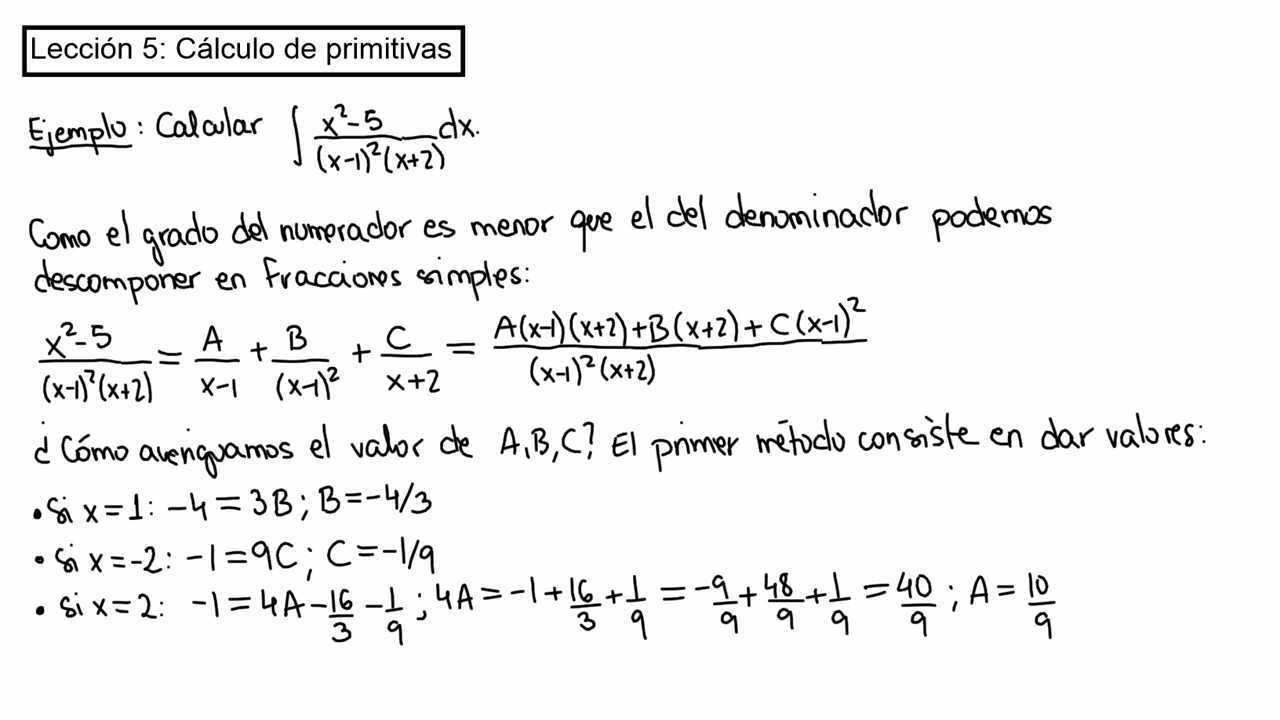 Lección 5: Cálculo de primitivas
Ejemplo: Calcular ∫ (x²-5)/((x-1)²(x+2)) dx.
Como el grado del numerador es menor que el del denominador podemos
descomponer en fracciones simples:
(x²-5)/((x-1)²(x+2)) = A/(x-1) + B/(x-1)² + C/(x+2) = (A(x-1)(x+2)+B(x+2)+C(x-1)²)/((x-1)²(x+2))
¿Cómo averiguamos el valor de A,B,C? El primer método consiste en dar valores:
• Si x=1: -4=3B; B=-4/3
• Si x=-2: -1=9C; C=-1/9
• Si x=2: -1=4A-16/3-1/9; 4A=-1+16/3+1/9=-9/9+48/9+1/9=40/9; A=10/9